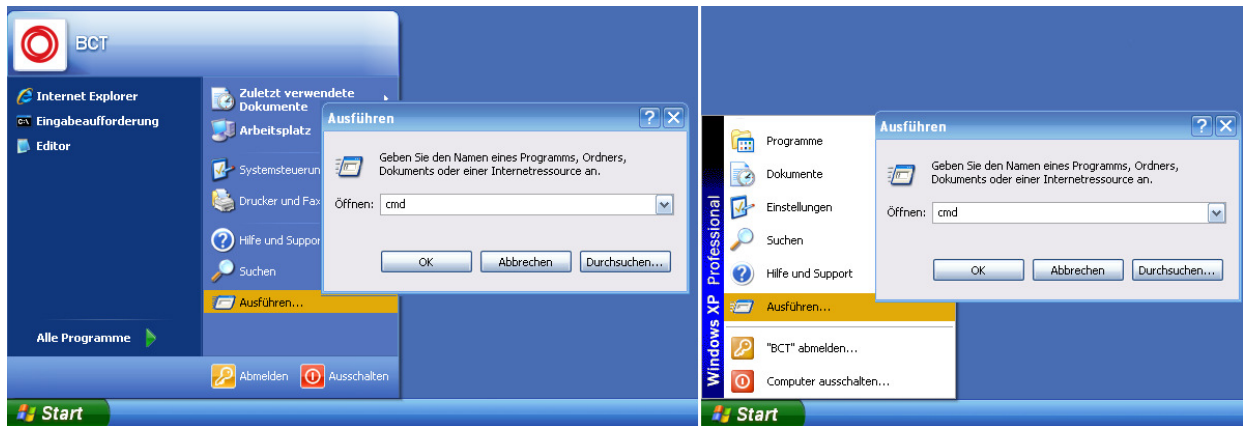 BCT
Internet Explorer
Eingabeaufforderung
Editor
Alle Programme
Zuletzt verwendete
Dokumente
Arbeitsplatz
Systemsteuerun
Drucker und Fax
Hilfe und Suppor
Suchen
Ausführen...
Abmelden
Ausschalten
Start
Ausführen
Geben Sie den Namen eines Programms, Ordners,
Dokuments oder einer Internetressource an.
Öffnen: cmd
OK Abbrechen Durchsuchen...
Windows XP Professional
Programme
Dokumente
Einstellungen
Suchen
Hilfe und Support
Ausführen...
"BCT" abmelden...
Computer ausschalten...
Start
Ausführen
Geben Sie den Namen eines Programms, Ordners,
Dokuments oder einer Internetressource an.
Öffnen: cmd
OK Abbrechen Durchsuchen...